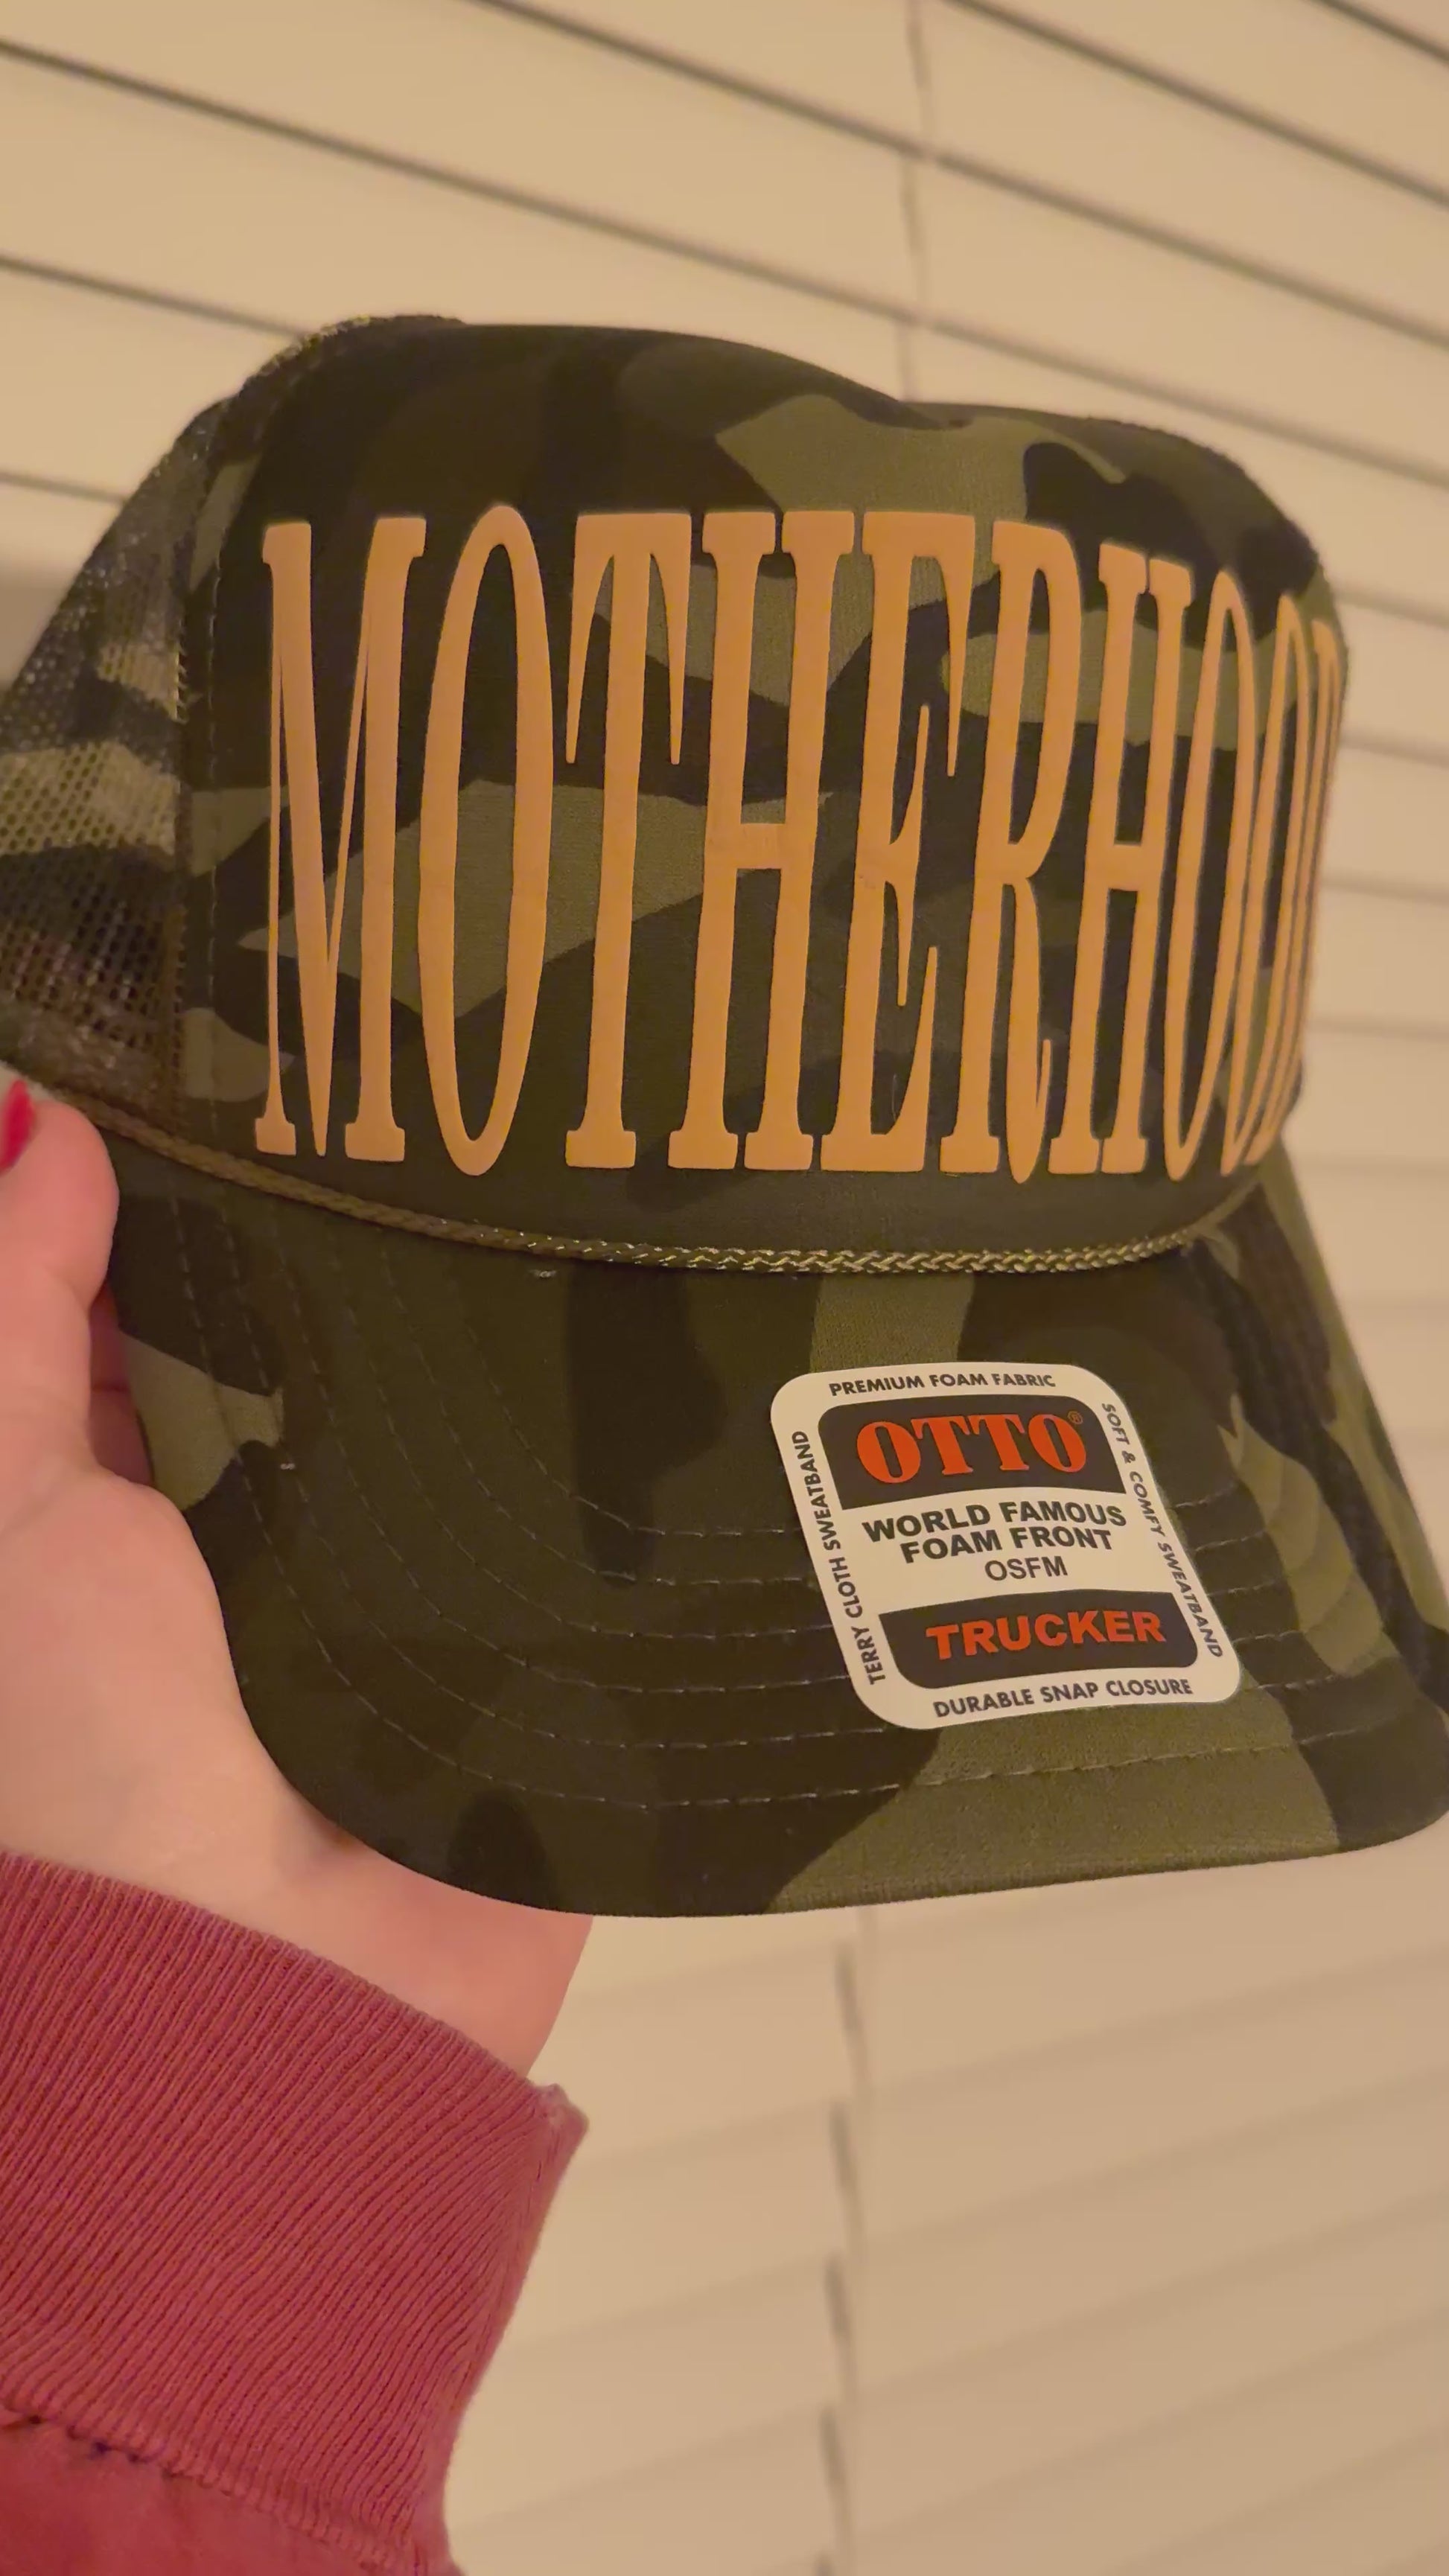 MOTHERHOOD
PREMIUM FOAM FABRIC
OTTO®
WORLD FAMOUS
FOAM FRONT
OSFM
TRUCKER
DURABLE SNAP CLOSURE
TERRY CLOTH SWEATBAND
SOFT & COMFY SWEATBAND